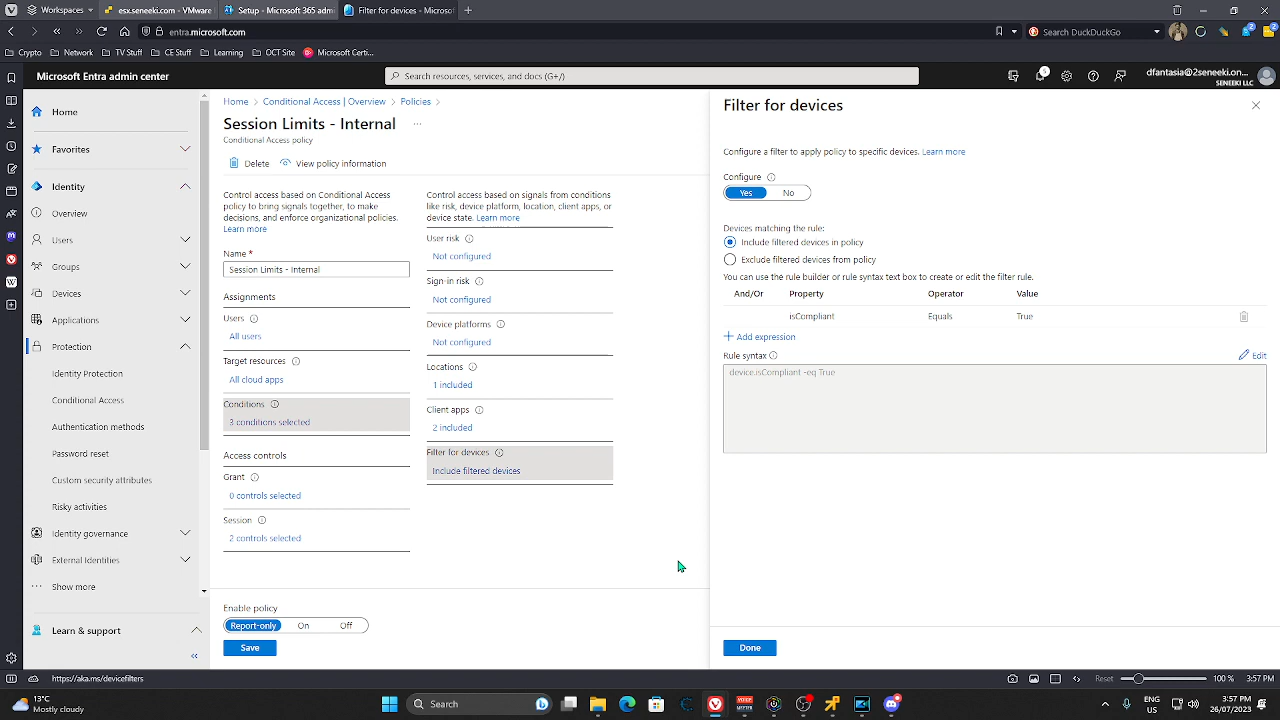 Workspaces
esx.seneeki.com - VMware
Setup - Microsoft 365 adm
Filter for devices - Microso
entra.microsoft.com
Search DuckDuckGo
Crypto
Network
TV Stuff
CE Stuff
Learning
OCT Site
Microsoft Certi...
Microsoft Entra admin center
Search resources, services, and docs (G+/)
dfantasia@2seneeki.on...
SENEEKI LLC
Home
Favorites
Identity
Overview
Users
Groups
Devices
Applications
Protection
Identity Protection
Conditional Access
Authentication methods
Password reset
Custom security attributes
Risky activities
Identity governance
External Identities
Show more
Learn & support
Home > Conditional Access | Overview > Policies >
Session Limits - Internal ...
Conditional Access policy
Delete
View policy information
Control access based on Conditional Access
policy to bring signals together, to make
decisions, and enforce organizational policies.
Learn more
Name *
Session Limits - Internal
Assignments
Users
All users
Target resources
All cloud apps
Conditions
3 conditions selected
Access controls
Grant
0 controls selected
Session
2 controls selected
Enable policy
Report-only On Off
Save
Control access based on signals from conditions
like risk, device platform, location, client apps, or
device state. Learn more
User risk
Not configured
Sign-in risk
Not configured
Device platforms
Not configured
Locations
1 included
Client apps
2 included
Filter for devices
Include filtered devices
Filter for devices
Configure a filter to apply policy to specific devices. Learn more
Configure
Yes No
Devices matching the rule:
Include filtered devices in policy
Exclude filtered devices from policy
You can use the rule builder or rule syntax text box to create or edit the filter rule.
And/Or Property Operator Value
isCompliant Equals True
+ Add expression
Rule syntax
Edit
device.isCompliant -eq True
Done
https://aka.ms/devicefilters
Reset
100 %
3:57 PM
13°C
Mostly cloudy
Search
ENG
US
3:57 PM
26/07/2023